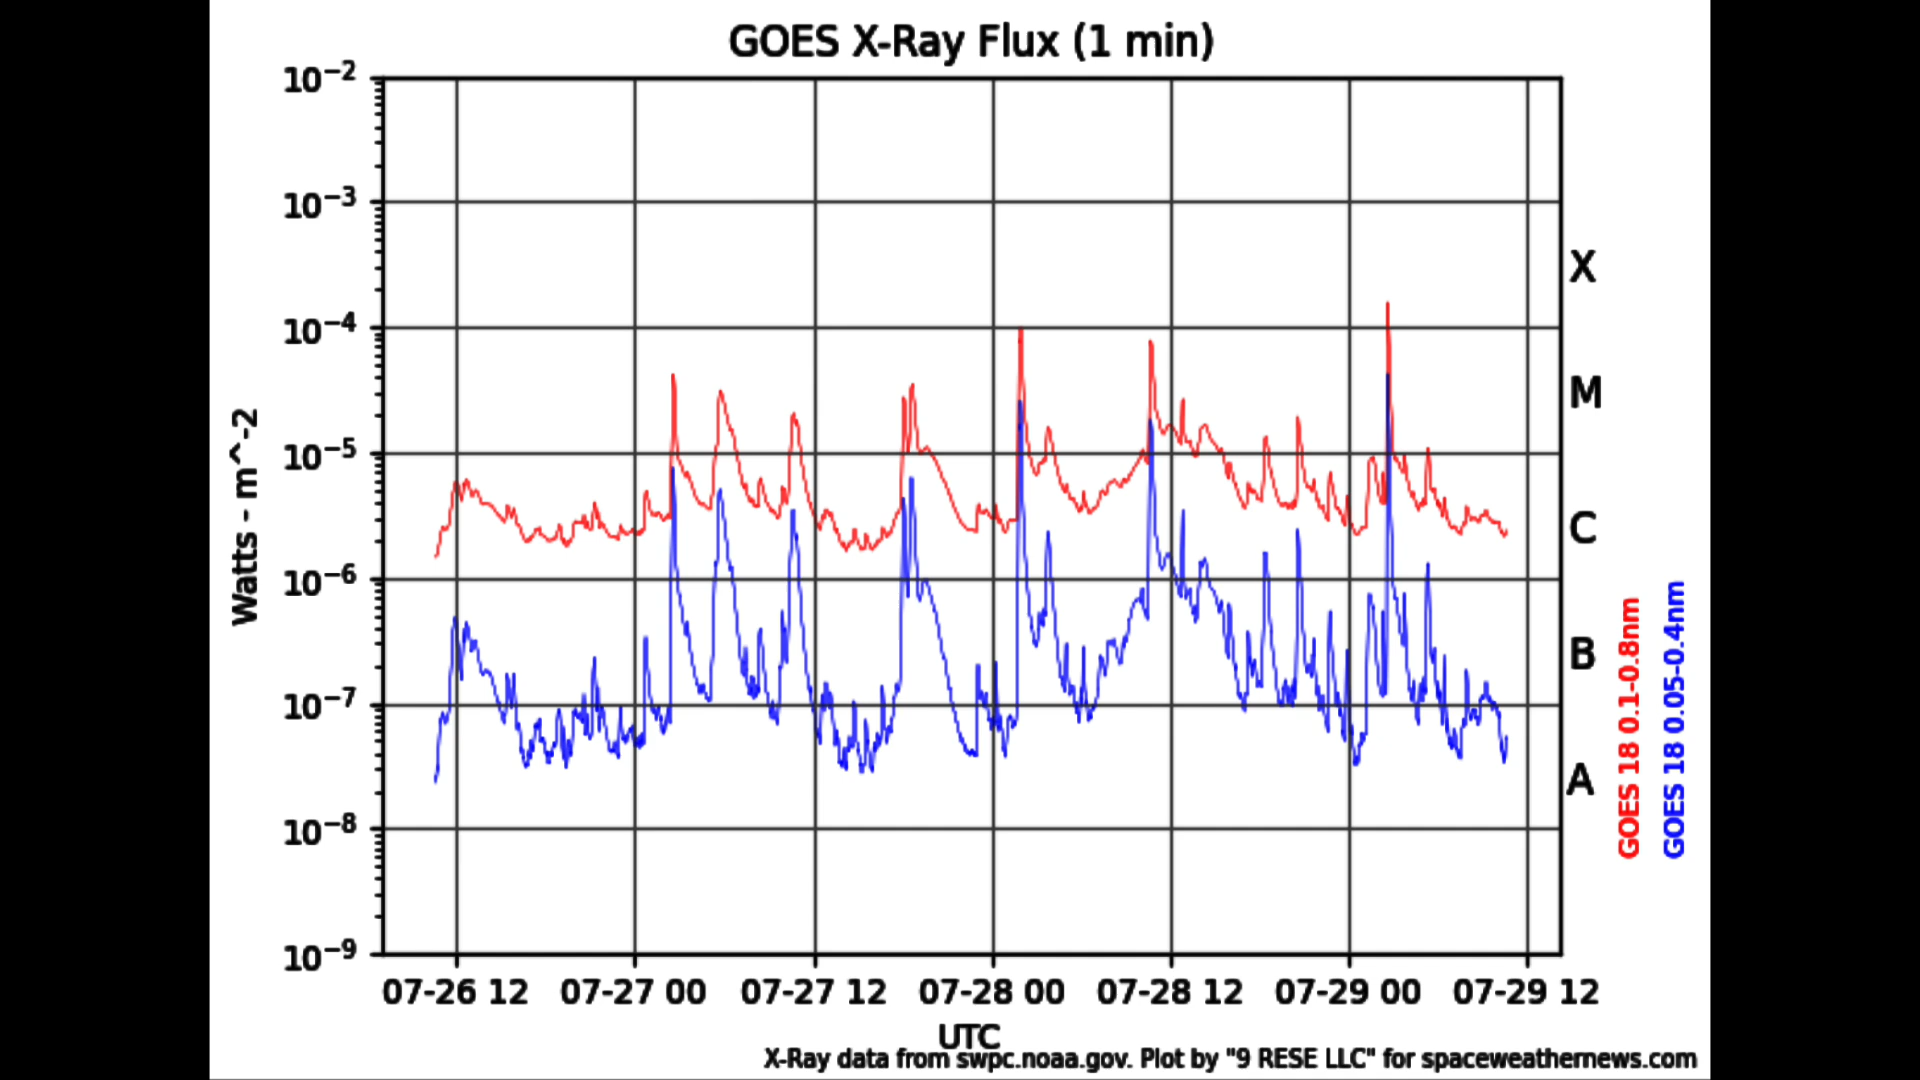 GOES X-Ray Flux (1 min)
10−2
10−3
10−4
10−5
10−6
10−7
10−8
10−9
Watts - m^-2
X
M
C
B
A
GOES 18 0.1-0.8nm
GOES 18 0.05-0.4nm
07-26 12 07-27 00 07-27 12 07-28 00 07-28 12 07-29 00 07-29 12
UTC
X-Ray data from swpc.noaa.gov. Plot by "9 RESE LLC" for spaceweathernews.com